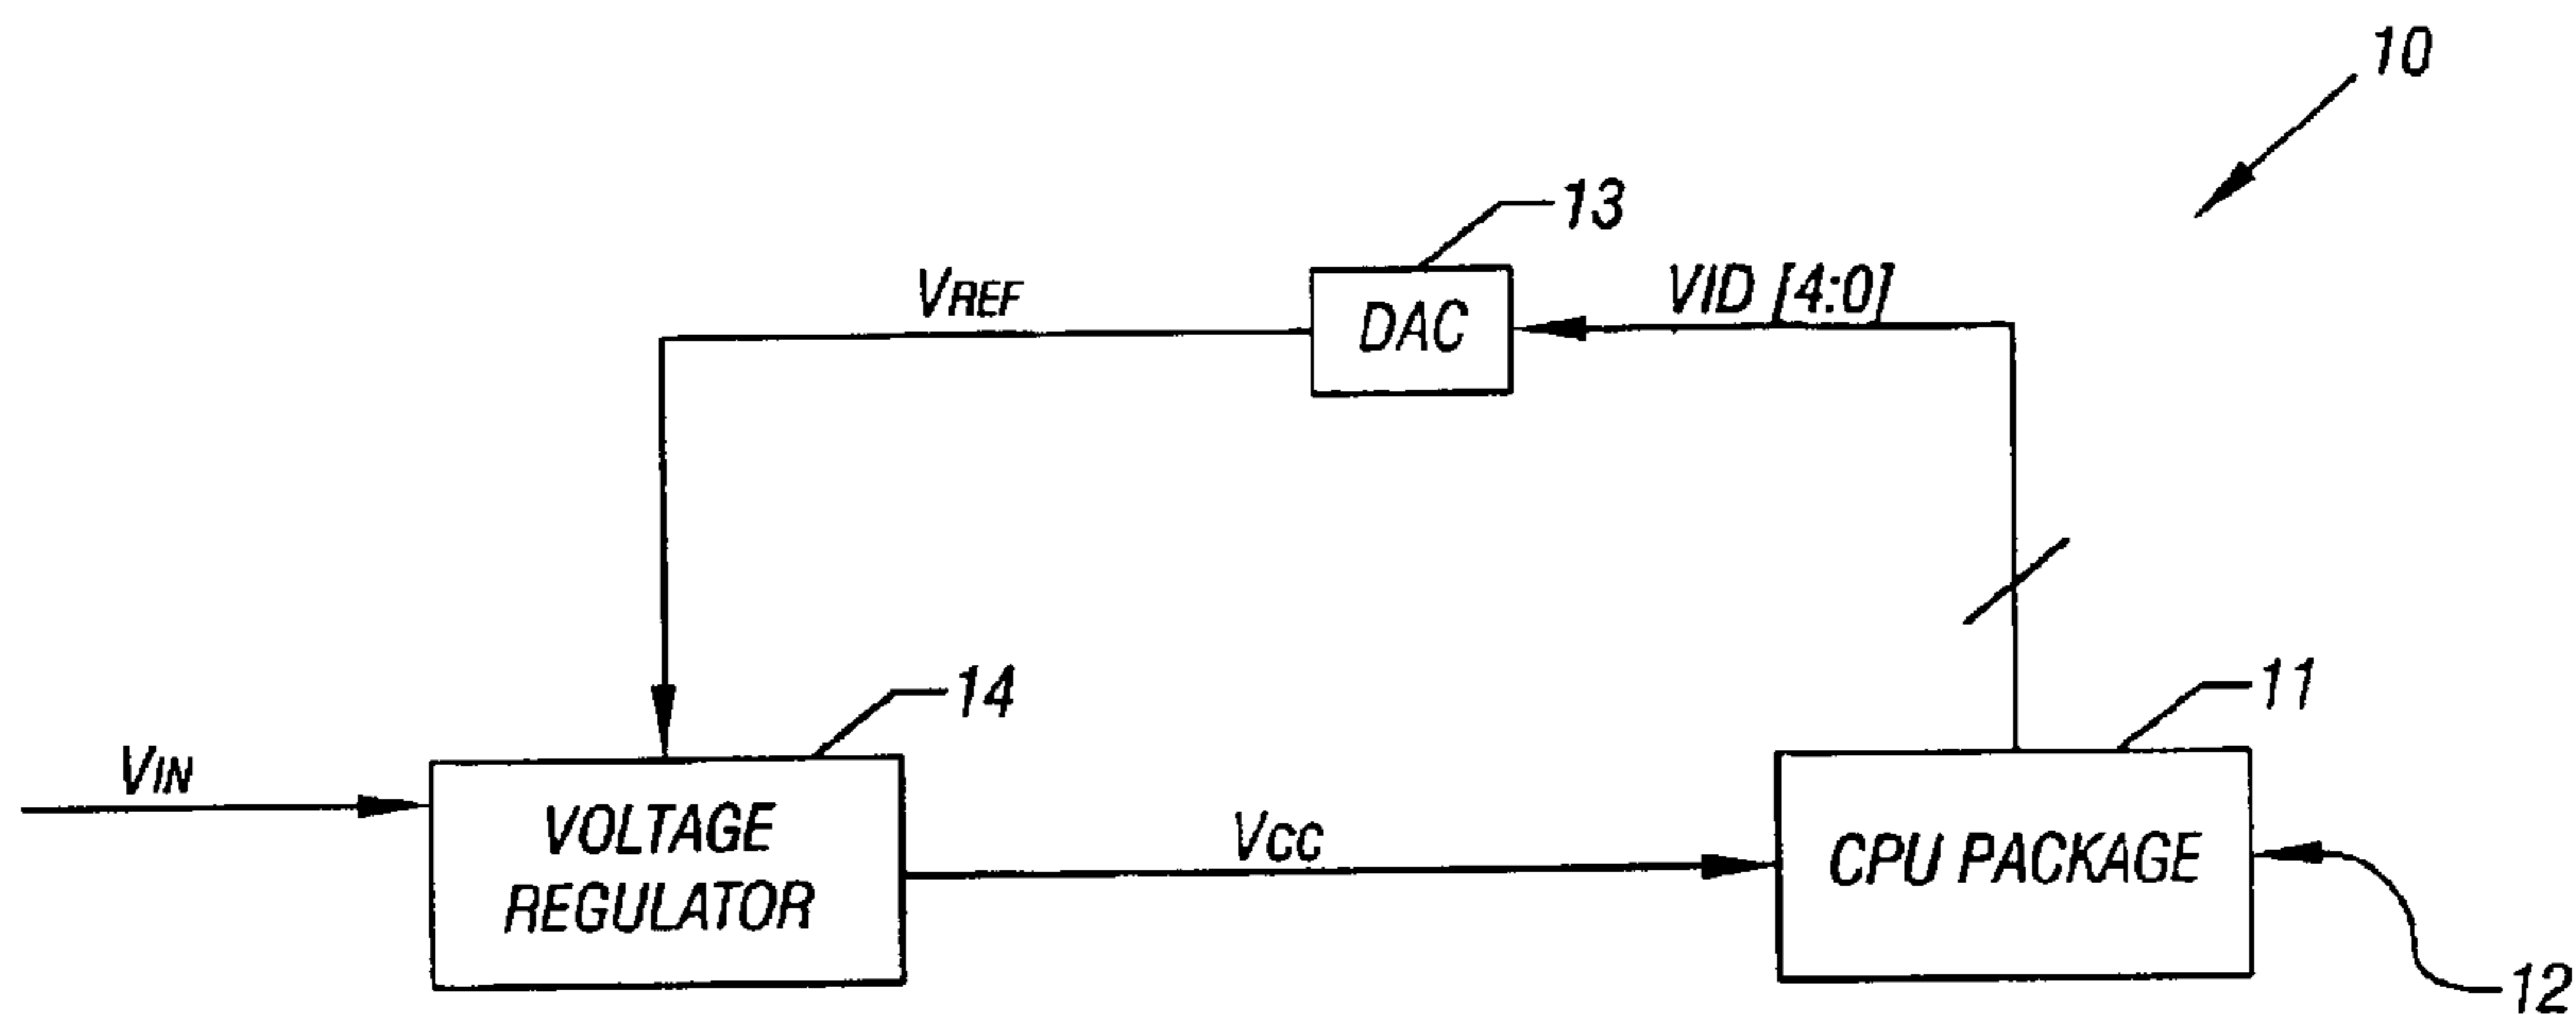 10
13
VREF
DAC
VID [4:0]
14
11
VIN
VOLTAGE
REGULATOR
VCC
CPU PACKAGE
12